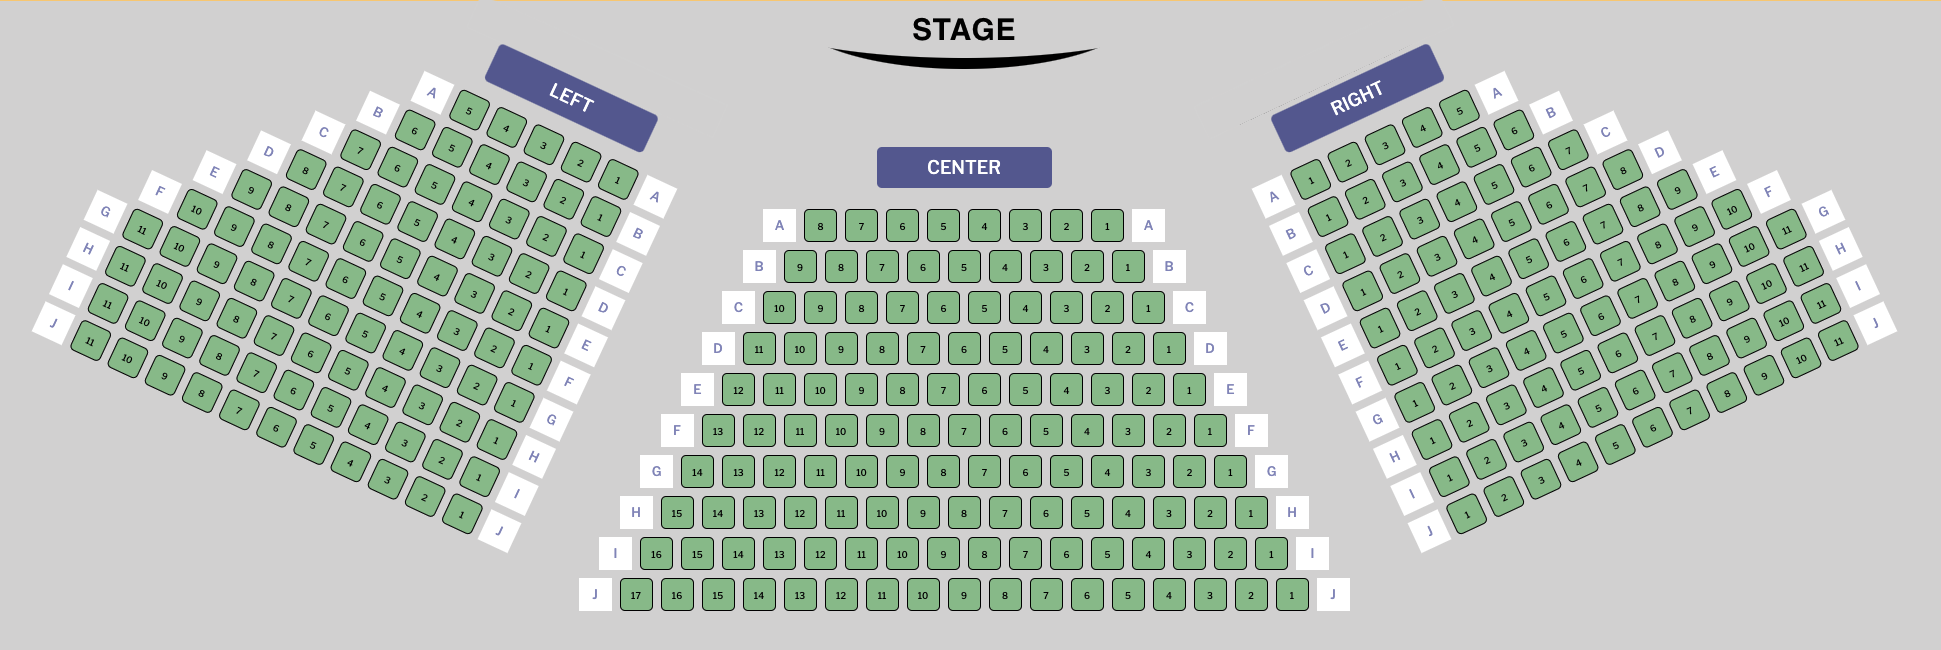 STAGE
LEFT
A 5 4 3 2 1 A
B 6 5 4 3 2 1 B
C 7 6 5 4 3 2 1 C
D 8 7 6 5 4 3 2 1 D
E 9 8 7 6 5 4 3 2 1 E
F 10 9 8 7 6 5 4 3 2 1 F
G 11 10 9 8 7 6 5 4 3 2 1 G
H 11 10 9 8 7 6 5 4 3 2 1 H
I 11 10 9 8 7 6 5 4 3 2 1 I
J 11 10 9 8 7 6 5 4 3 2 1 J
CENTER
A 8 7 6 5 4 3 2 1 A
B 9 8 7 6 5 4 3 2 1 B
C 10 9 8 7 6 5 4 3 2 1 C
D 11 10 9 8 7 6 5 4 3 2 1 D
E 12 11 10 9 8 7 6 5 4 3 2 1 E
F 13 12 11 10 9 8 7 6 5 4 3 2 1 F
G 14 13 12 11 10 9 8 7 6 5 4 3 2 1 G
H 15 14 13 12 11 10 9 8 7 6 5 4 3 2 1 H
I 16 15 14 13 12 11 10 9 8 7 6 5 4 3 2 1 I
J 17 16 15 14 13 12 11 10 9 8 7 6 5 4 3 2 1 J
RIGHT
A 1 2 3 4 5 A
B 1 2 3 4 5 6 B
C 1 2 3 4 5 6 7 C
D 1 2 3 4 5 6 7 8 D
E 1 2 3 4 5 6 7 8 9 E
F 1 2 3 4 5 6 7 8 9 10 F
G 1 2 3 4 5 6 7 8 9 10 11 G
H 1 2 3 4 5 6 7 8 9 10 11 H
I 1 2 3 4 5 6 7 8 9 10 11 I
J 1 2 3 4 5 6 7 8 9 10 11 J